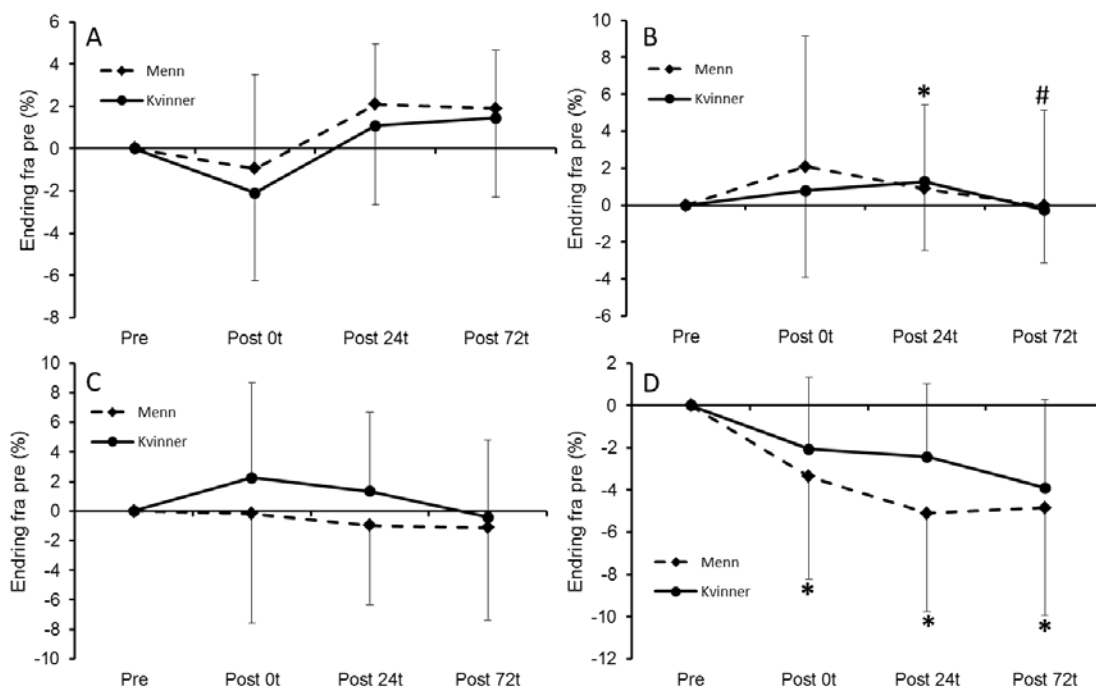 A
Endring fra pre (%)
6
4
2
0
-2
-4
-6
-8
Menn
Kvinner
Pre Post 0t Post 24t Post 72t
B
Endring fra pre (%)
10
8
6
4
2
0
-2
-4
-6
Menn
Kvinner
*
#
Pre Post 0t Post 24t Post 72t
C
Endring fra pre (%)
10
8
6
4
2
0
-2
-4
-6
-8
-10
Menn
Kvinner
Pre Post 0t Post 24t Post 72t
D
Endring fra pre (%)
2
0
-2
-4
-6
-8
-10
-12
Menn
Kvinner
* * *
Pre Post 0t Post 24t Post 72t